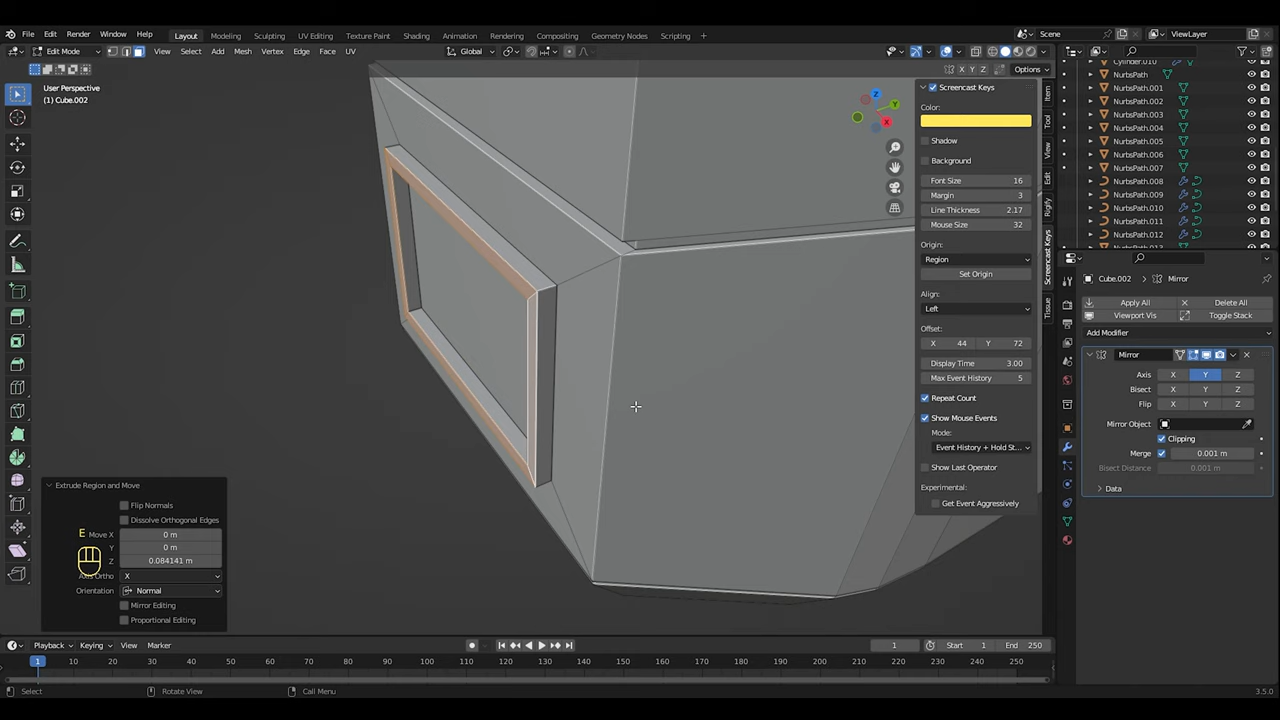 File Edit Render Window Help Layout Modeling Sculpting UV Editing Texture Paint Shading Animation Rendering Compositing Geometry Nodes Scripting Scene ViewLayer
Edit Mode View Select Add Mesh Vertex Edge Face UV Global
X Y Z Options
User Perspective
(1) Cube.002
Z
Y
X
Screencast Keys
Color:
Shadow
Background
Font Size 16
Margin 3
Line Thickness 2.17
Mouse Size 32
Origin:
Region
Set Origin
Align:
Left
Offset:
X 44 Y 72
Display Time 3.00
Max Event History 5
Repeat Count
Show Mouse Events
Mode:
Event History + Hold St...
Show Last Operator
Experimental:
Get Event Aggressively
Item
Tool
View
Edit
Rigify
Screencast Keys
Tissue
Cylinder.010
NurbsPath
NurbsPath.001
NurbsPath.002
NurbsPath.003
NurbsPath.004
NurbsPath.005
NurbsPath.006
NurbsPath.007
NurbsPath.008
NurbsPath.009
NurbsPath.010
NurbsPath.011
NurbsPath.012
NurbsPath.013
Cube.002 Mirror
Apply All Delete All
Viewport Vis Toggle Stack
Add Modifier
Mirror
Axis X Y Z
Bisect X Y Z
Flip X Y Z
Mirror Object
Clipping
Merge 0.001 m
Bisect Distance 0.001 m
Data
Extrude Region and Move
Flip Normals
Dissolve Orthogonal Edges
E
Move X 0 m
Y 0 m
Z 0.084141 m
Axis Ortho X
Orientation Normal
Mirror Editing
Proportional Editing
Playback Keying View Marker 1 Start 1 End 250
1 10 20 30 40 50 60 70 80 90 100 110 120 130 140 150 160 170 180 190 200 210 220 230 240 250
Select Rotate View Call Menu 3.5.0